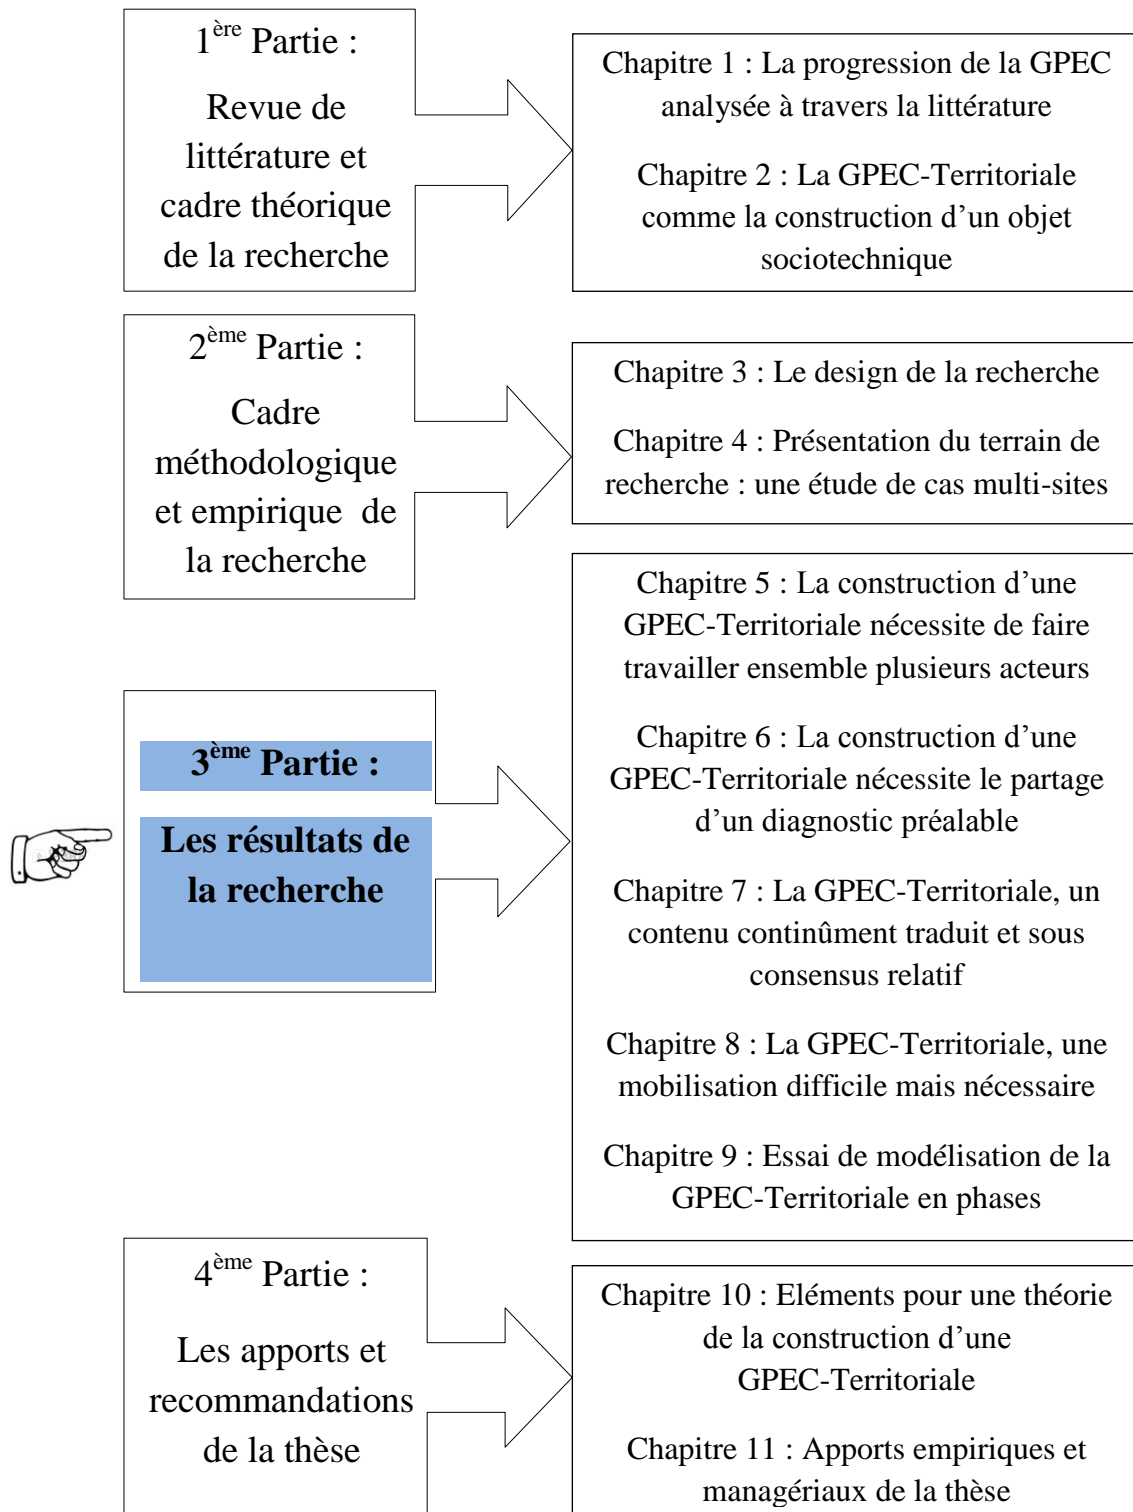 1ère Partie :
Revue de
littérature et
cadre théorique
de la recherche
Chapitre 1 : La progression de la GPEC
analysée à travers la littérature
Chapitre 2 : La GPEC-Territoriale
comme la construction d’un objet
sociotechnique
2ème Partie :
Cadre
méthodologique
et empirique de
la recherche
Chapitre 3 : Le design de la recherche
Chapitre 4 : Présentation du terrain de
recherche : une étude de cas multi-sites
3ème Partie :
Les résultats de
la recherche
Chapitre 5 : La construction d’une
GPEC-Territoriale nécessite de faire
travailler ensemble plusieurs acteurs
Chapitre 6 : La construction d’une
GPEC-Territoriale nécessite le partage
d’un diagnostic préalable
Chapitre 7 : La GPEC-Territoriale, un
contenu continûment traduit et sous
consensus relatif
Chapitre 8 : La GPEC-Territoriale, une
mobilisation difficile mais nécessaire
Chapitre 9 : Essai de modélisation de la
GPEC-Territoriale en phases
4ème Partie :
Les apports et
recommandations
de la thèse
Chapitre 10 : Eléments pour une théorie
de la construction d’une
GPEC-Territoriale
Chapitre 11 : Apports empiriques et
managériaux de la thèse